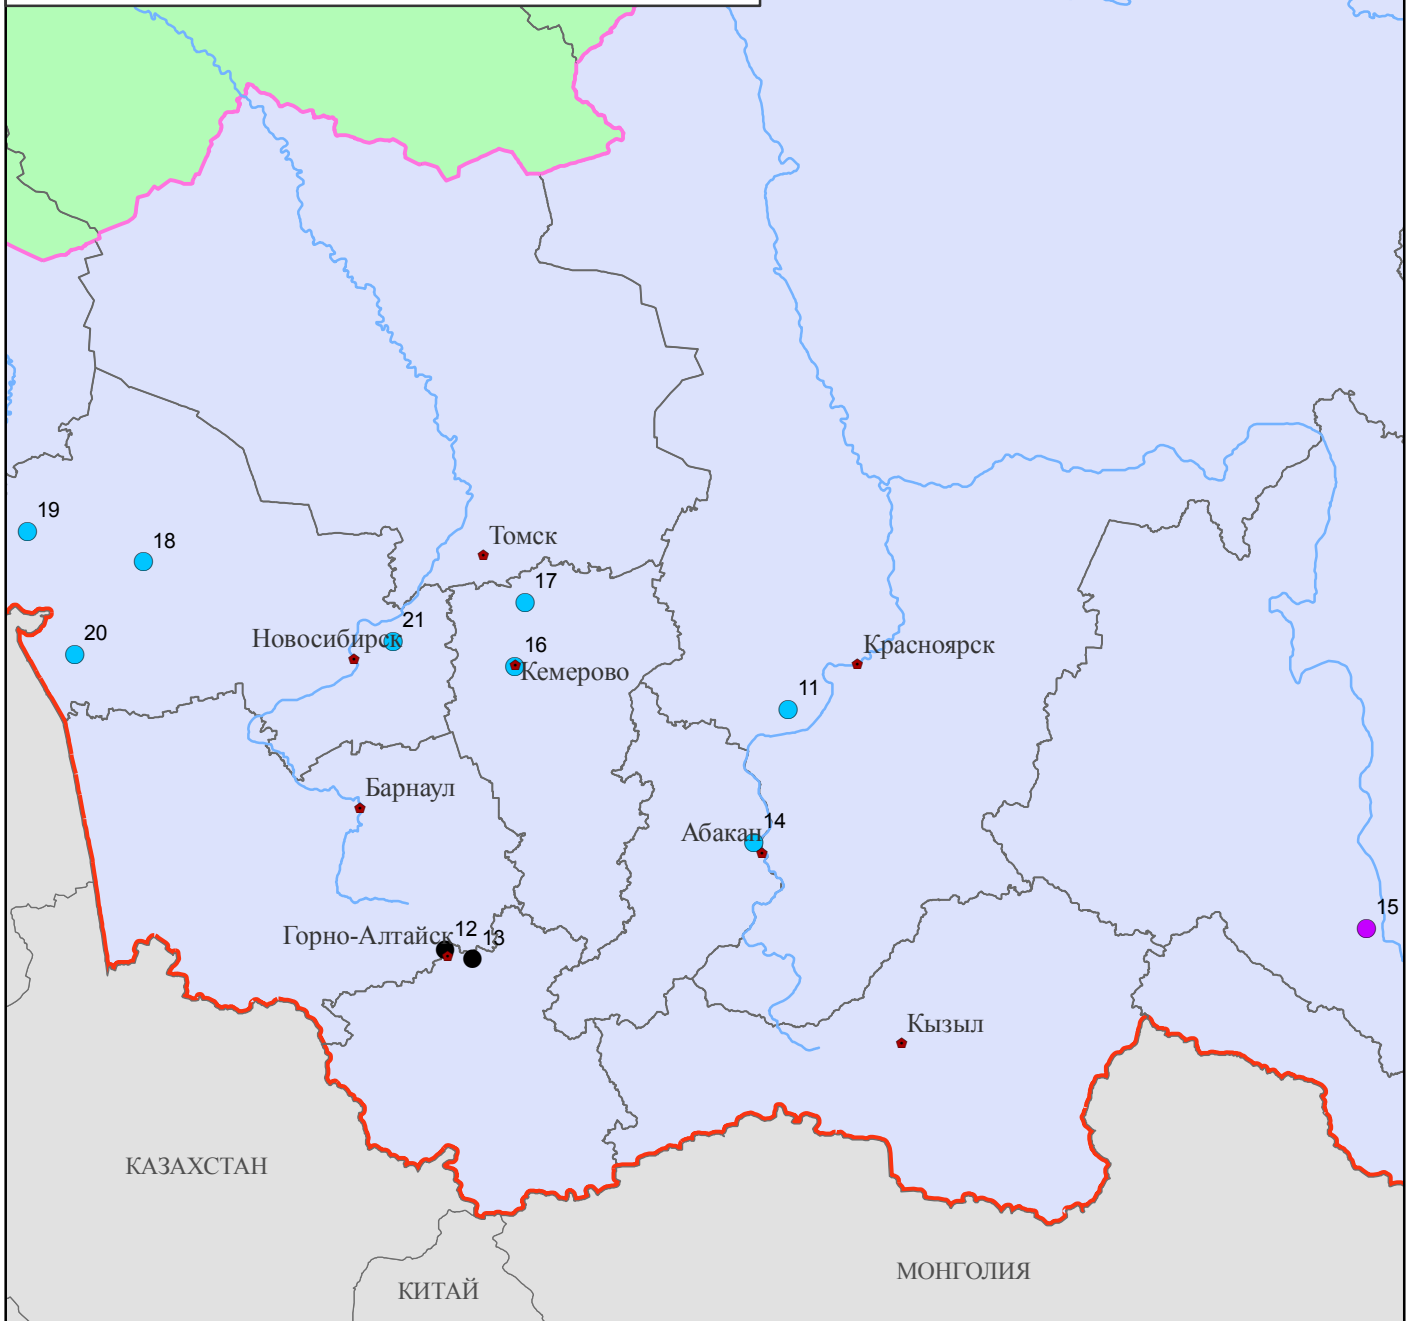 19
18
Томск
17
20
Новосибирск
21
16
Кемерово
Красноярск
11
Барнаул
Абакан
14
15
Горно-Алтайск
12
13
Кызыл
КАЗАХСТАН
МОНГОЛИЯ
КИТАЙ